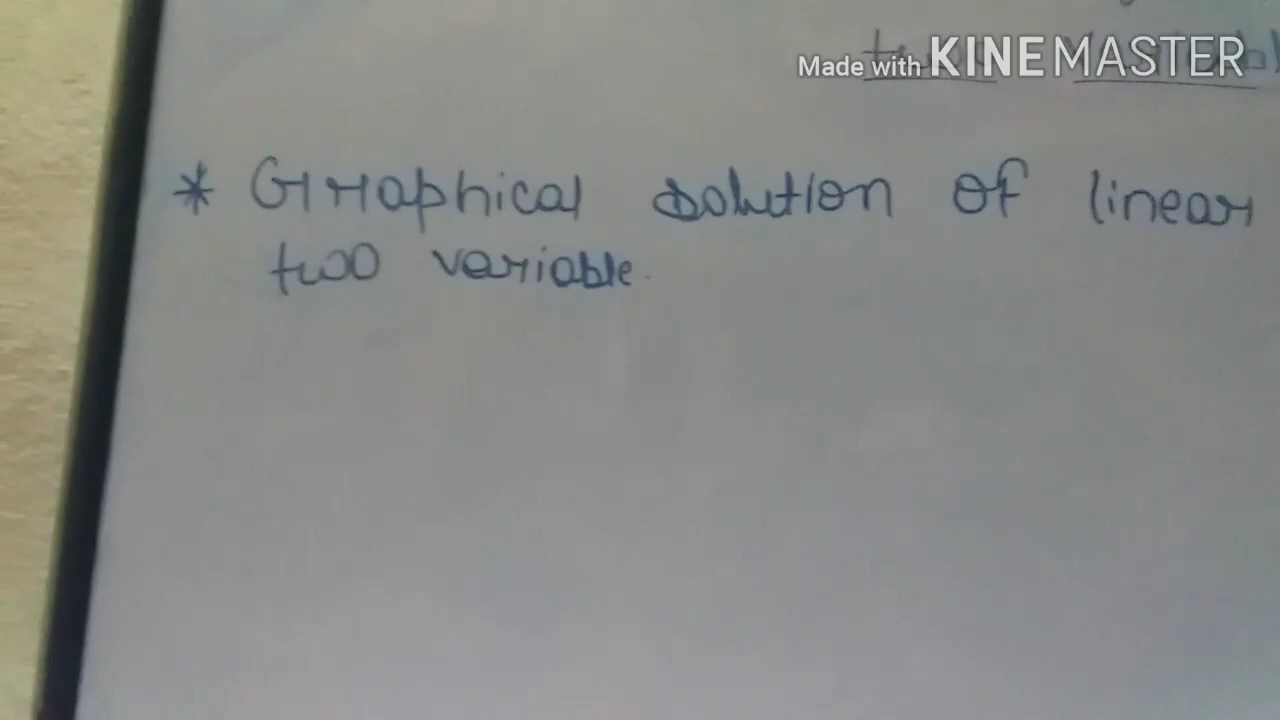 Made with KINEMASTER
* Graphical solution of linear
two variable.